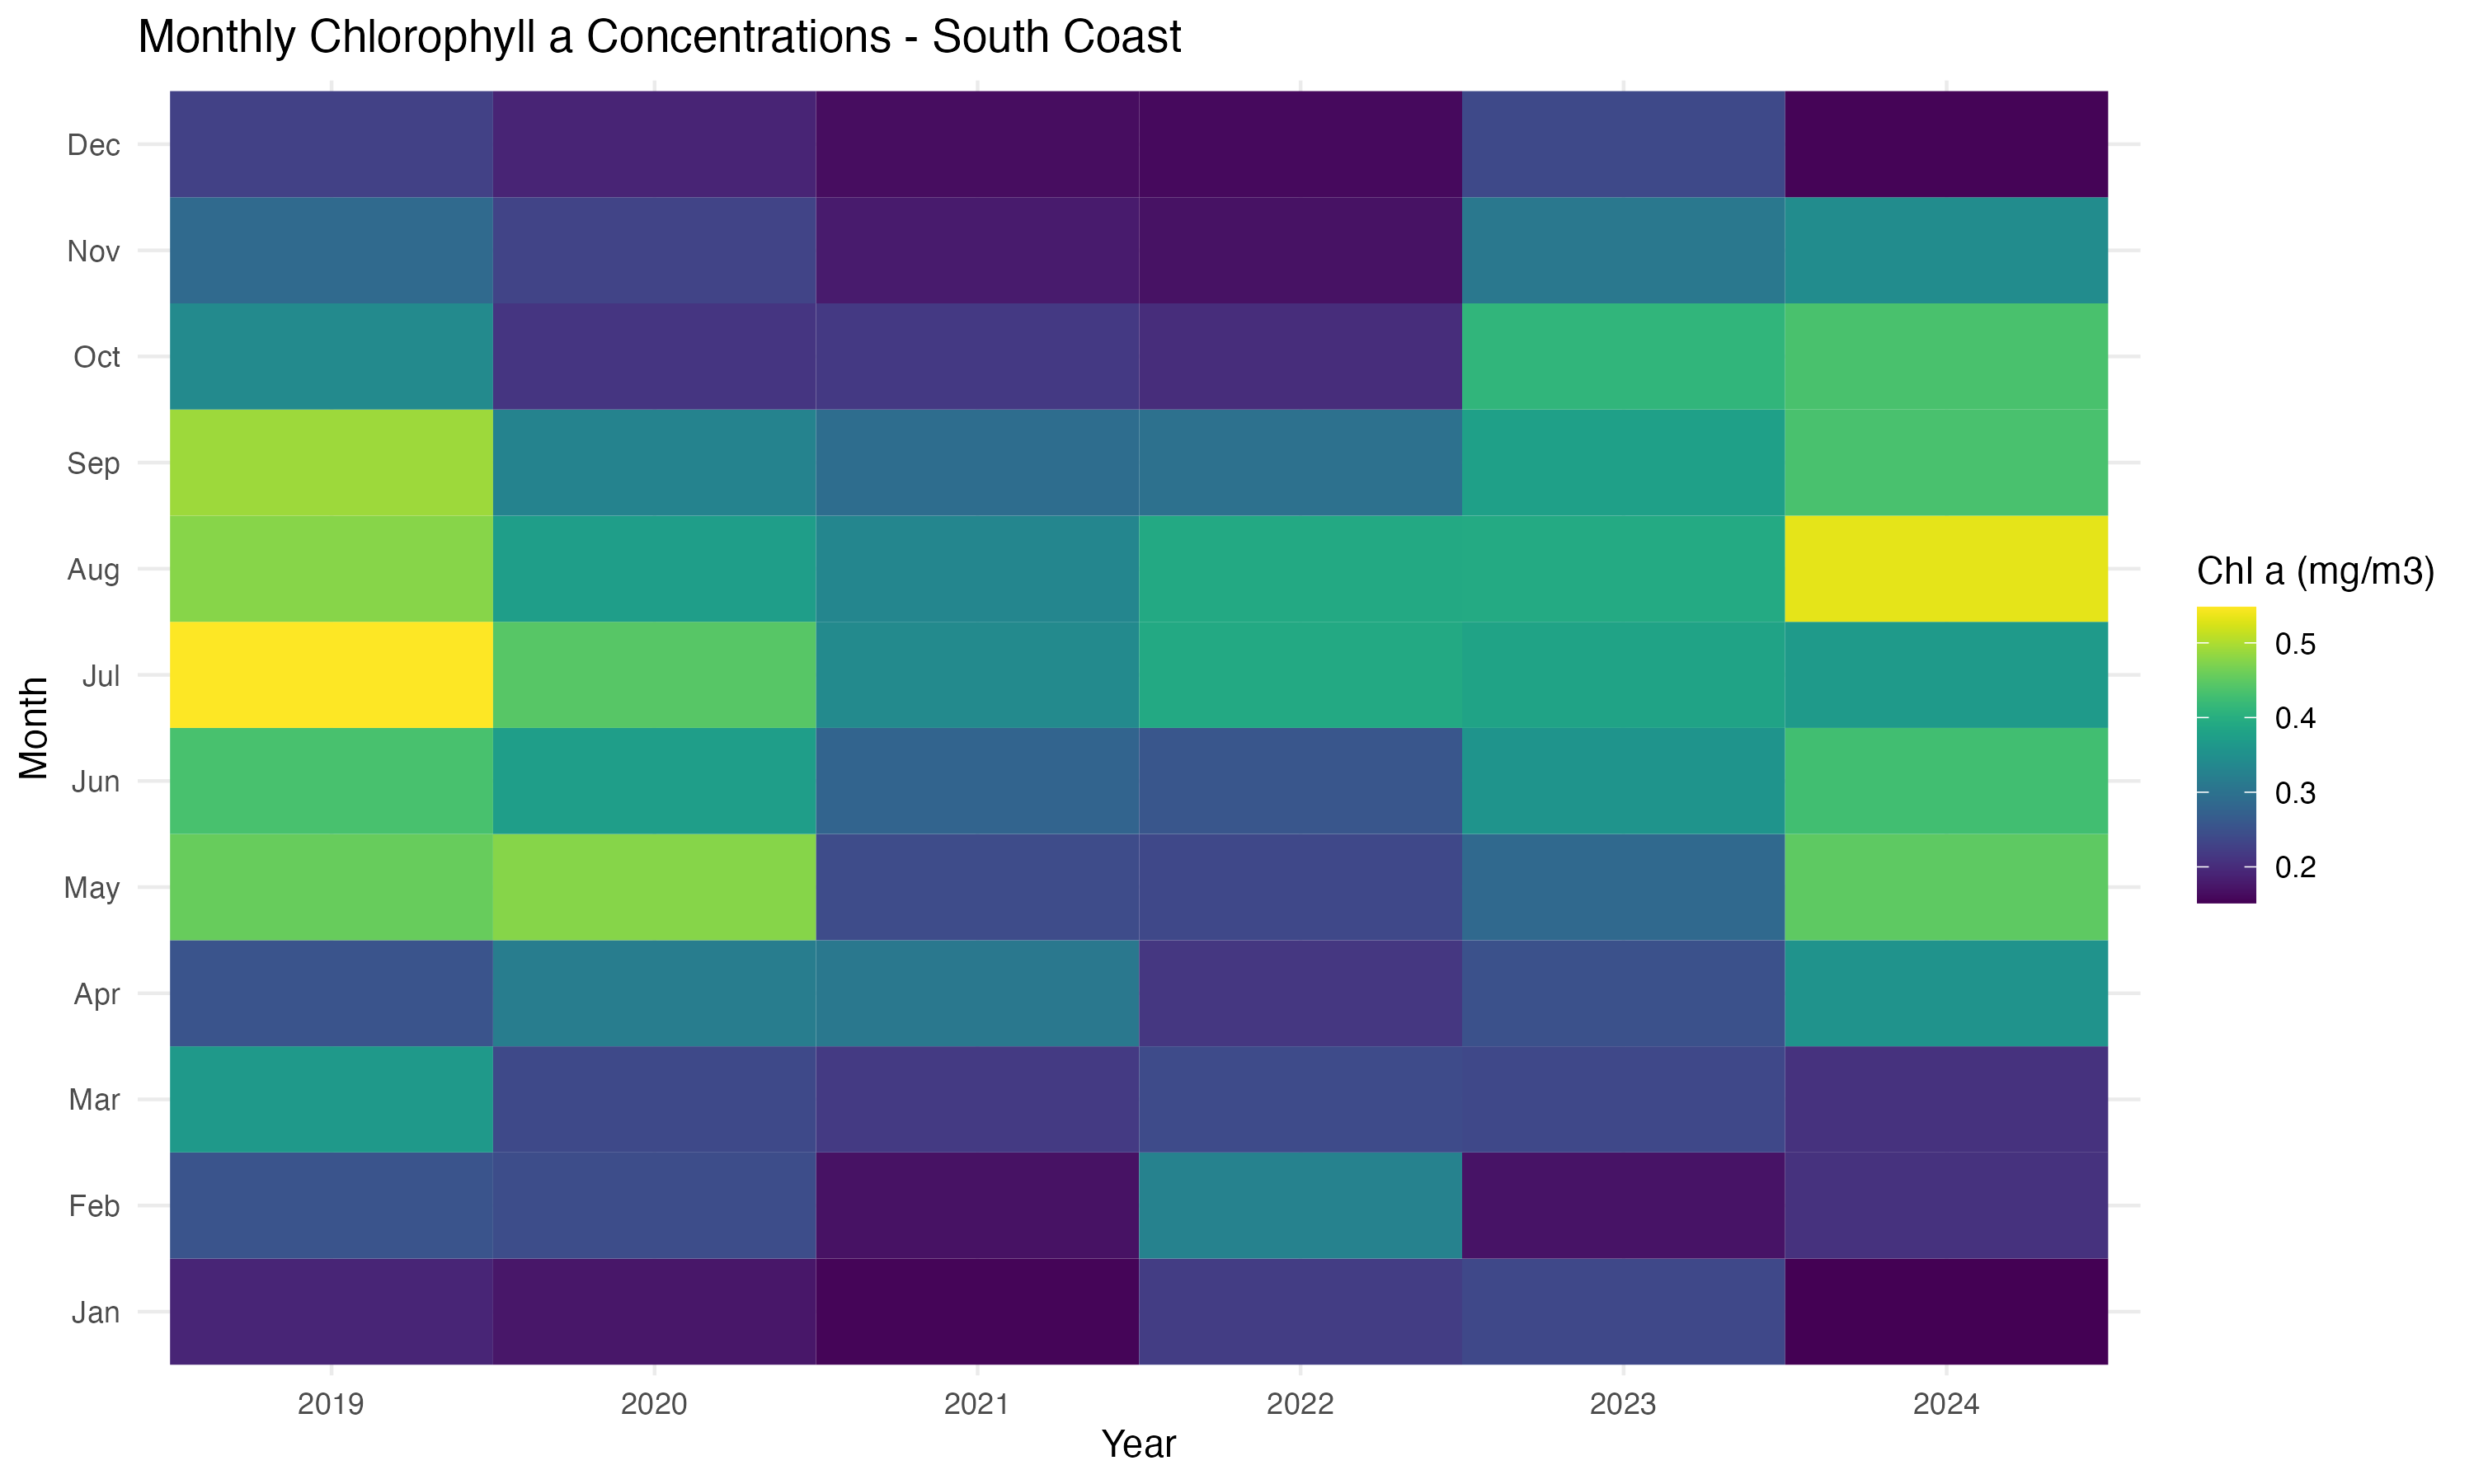 Monthly Chlorophyll a Concentrations - South Coast
Dec
Nov
Oct
Sep
Aug
Jul
Jun
May
Apr
Mar
Feb
Jan
Month
2019 2020 2021 2022 2023 2024
Year
Chl a (mg/m3)
0.5
0.4
0.3
0.2